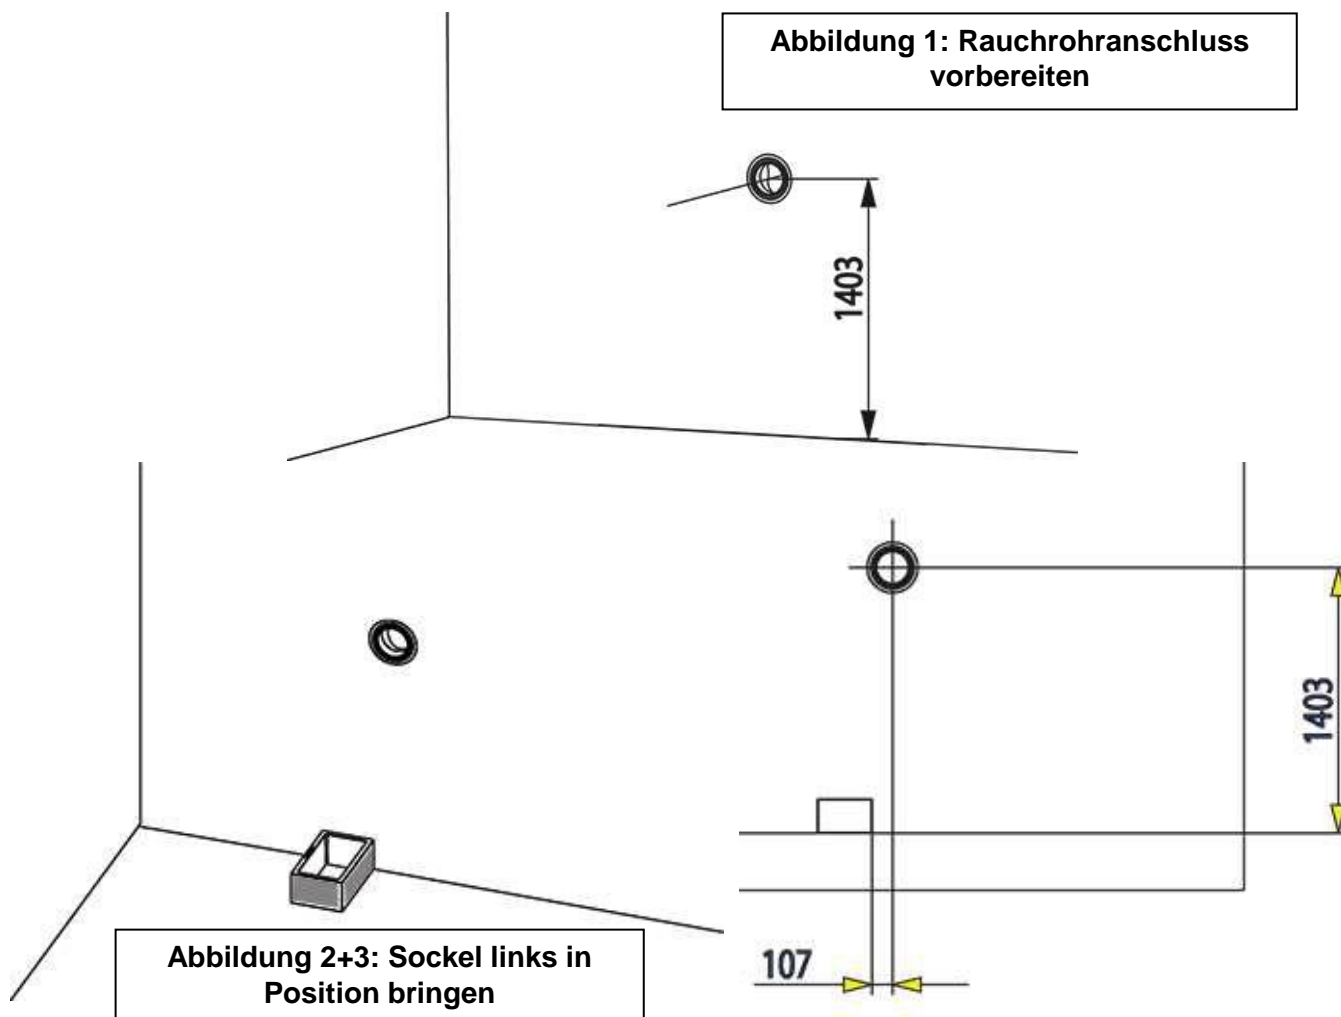 Abbildung 1: Rauchrohranschluss
vorbereiten
1403
1403
107
Abbildung 2+3: Sockel links in
Position bringen